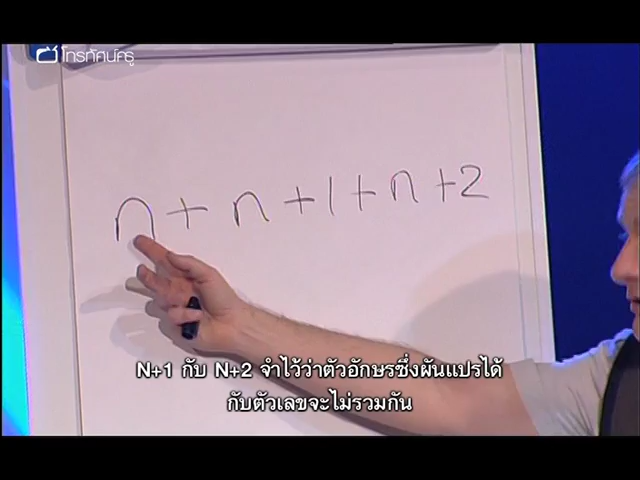 โทรทัศน์ครู
n + n + 1 + n + 2
N+1 กับ N+2 จำไว้ว่าตัวอักษรซึ่งผันแปรได้
กับตัวเลขจะไม่รวมกัน